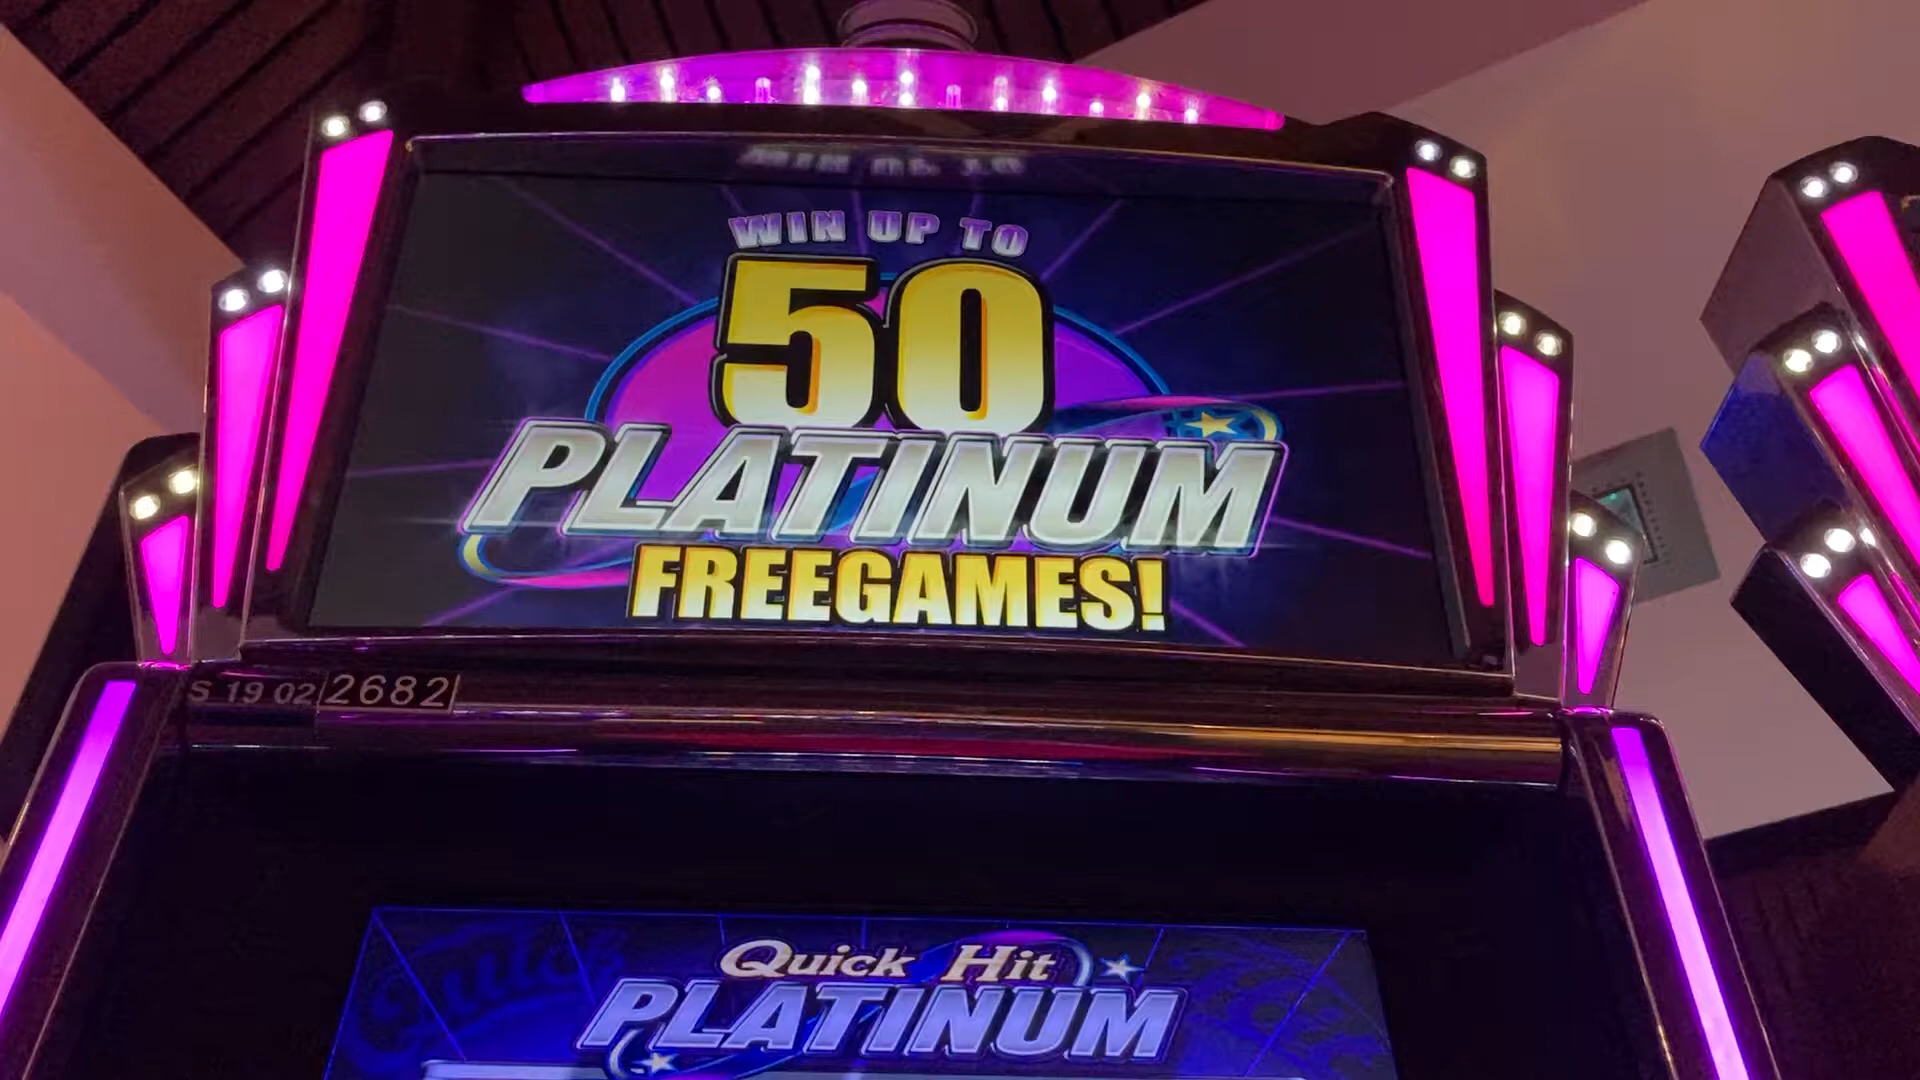 WIN UP TO
50
PLATINUM
FREEGAMES!
S 19 02 2682
Quick Hit
PLATINUM